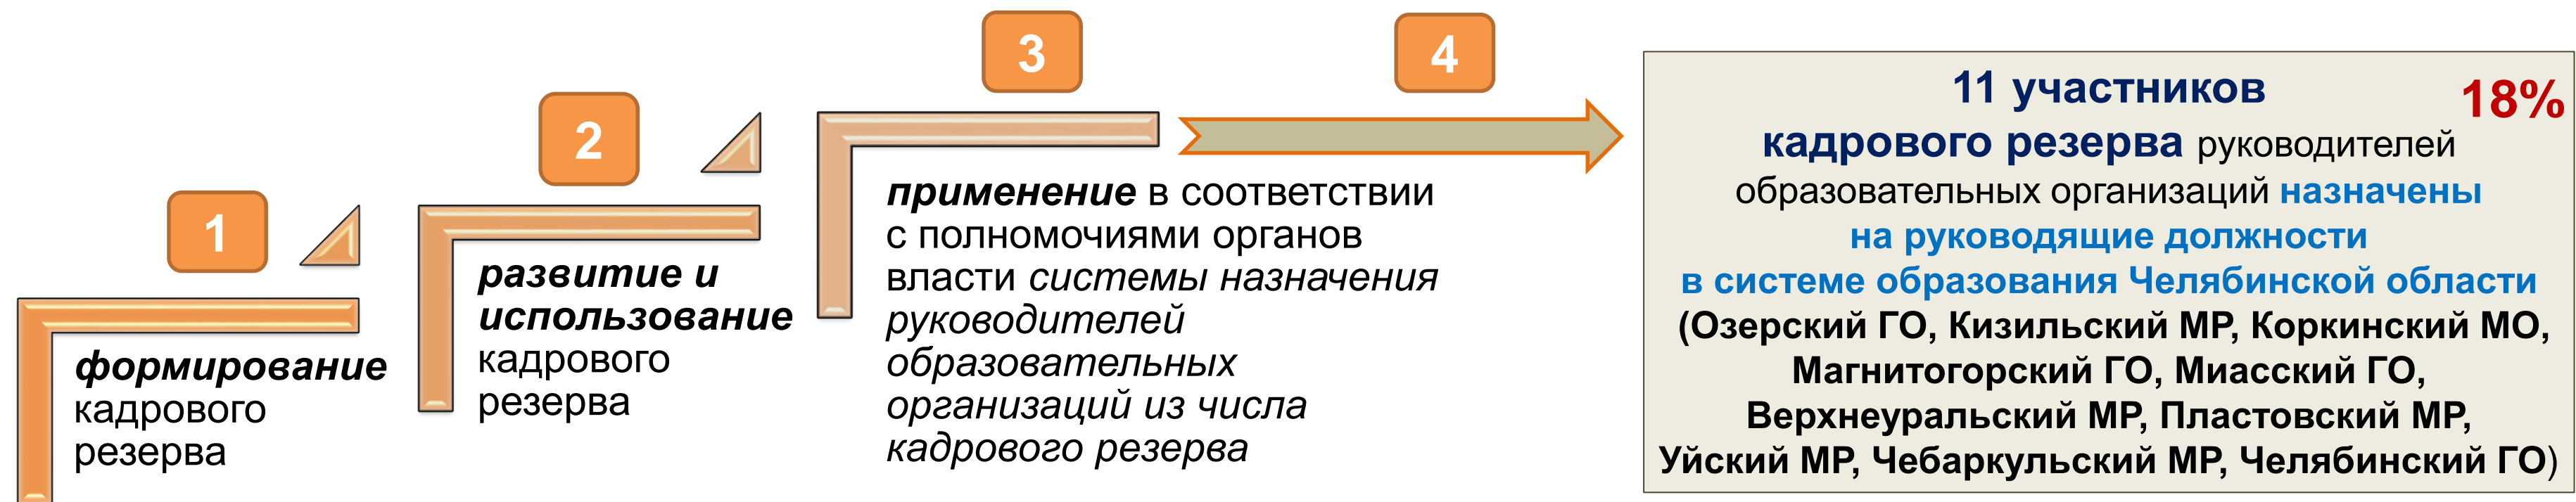 1
формирование
кадрового
резерва
2
развитие и
использование
кадрового
резерва
3
применение в соответствии
с полномочиями органов
власти системы назначения
руководителей
образовательных
организаций из числа
кадрового резерва
4
11 участников
18%
кадрового резерва руководителей
образовательных организаций назначены
на руководящие должности
в системе образования Челябинской области
(Озерский ГО, Кизильский МР, Коркинский МО,
Магнитогорский ГО, Миасский ГО,
Верхнеуральский МР, Пластовский МР,
Уйский МР, Чебаркульский МР, Челябинский ГО)